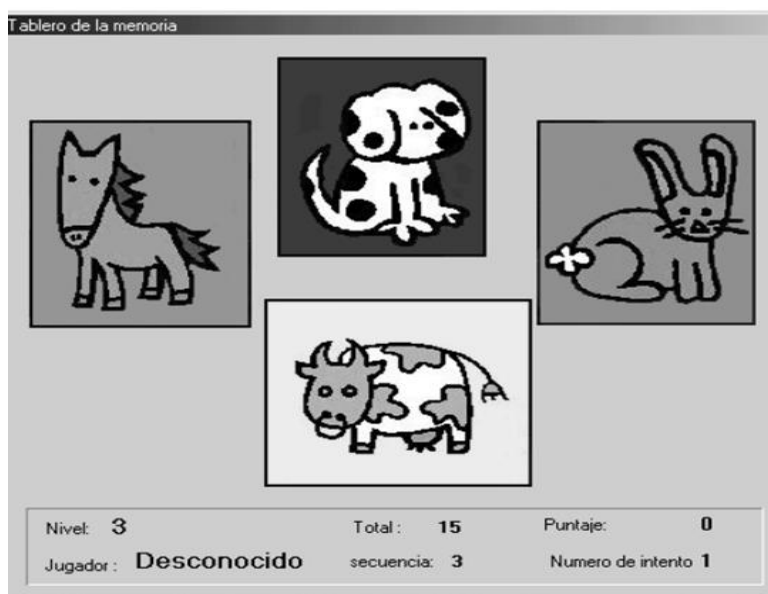 Tablero de la memoria
Nivel: 3 Total : 15 Puntaje: 0
Jugador : Desconocido secuencia: 3 Numero de intento 1